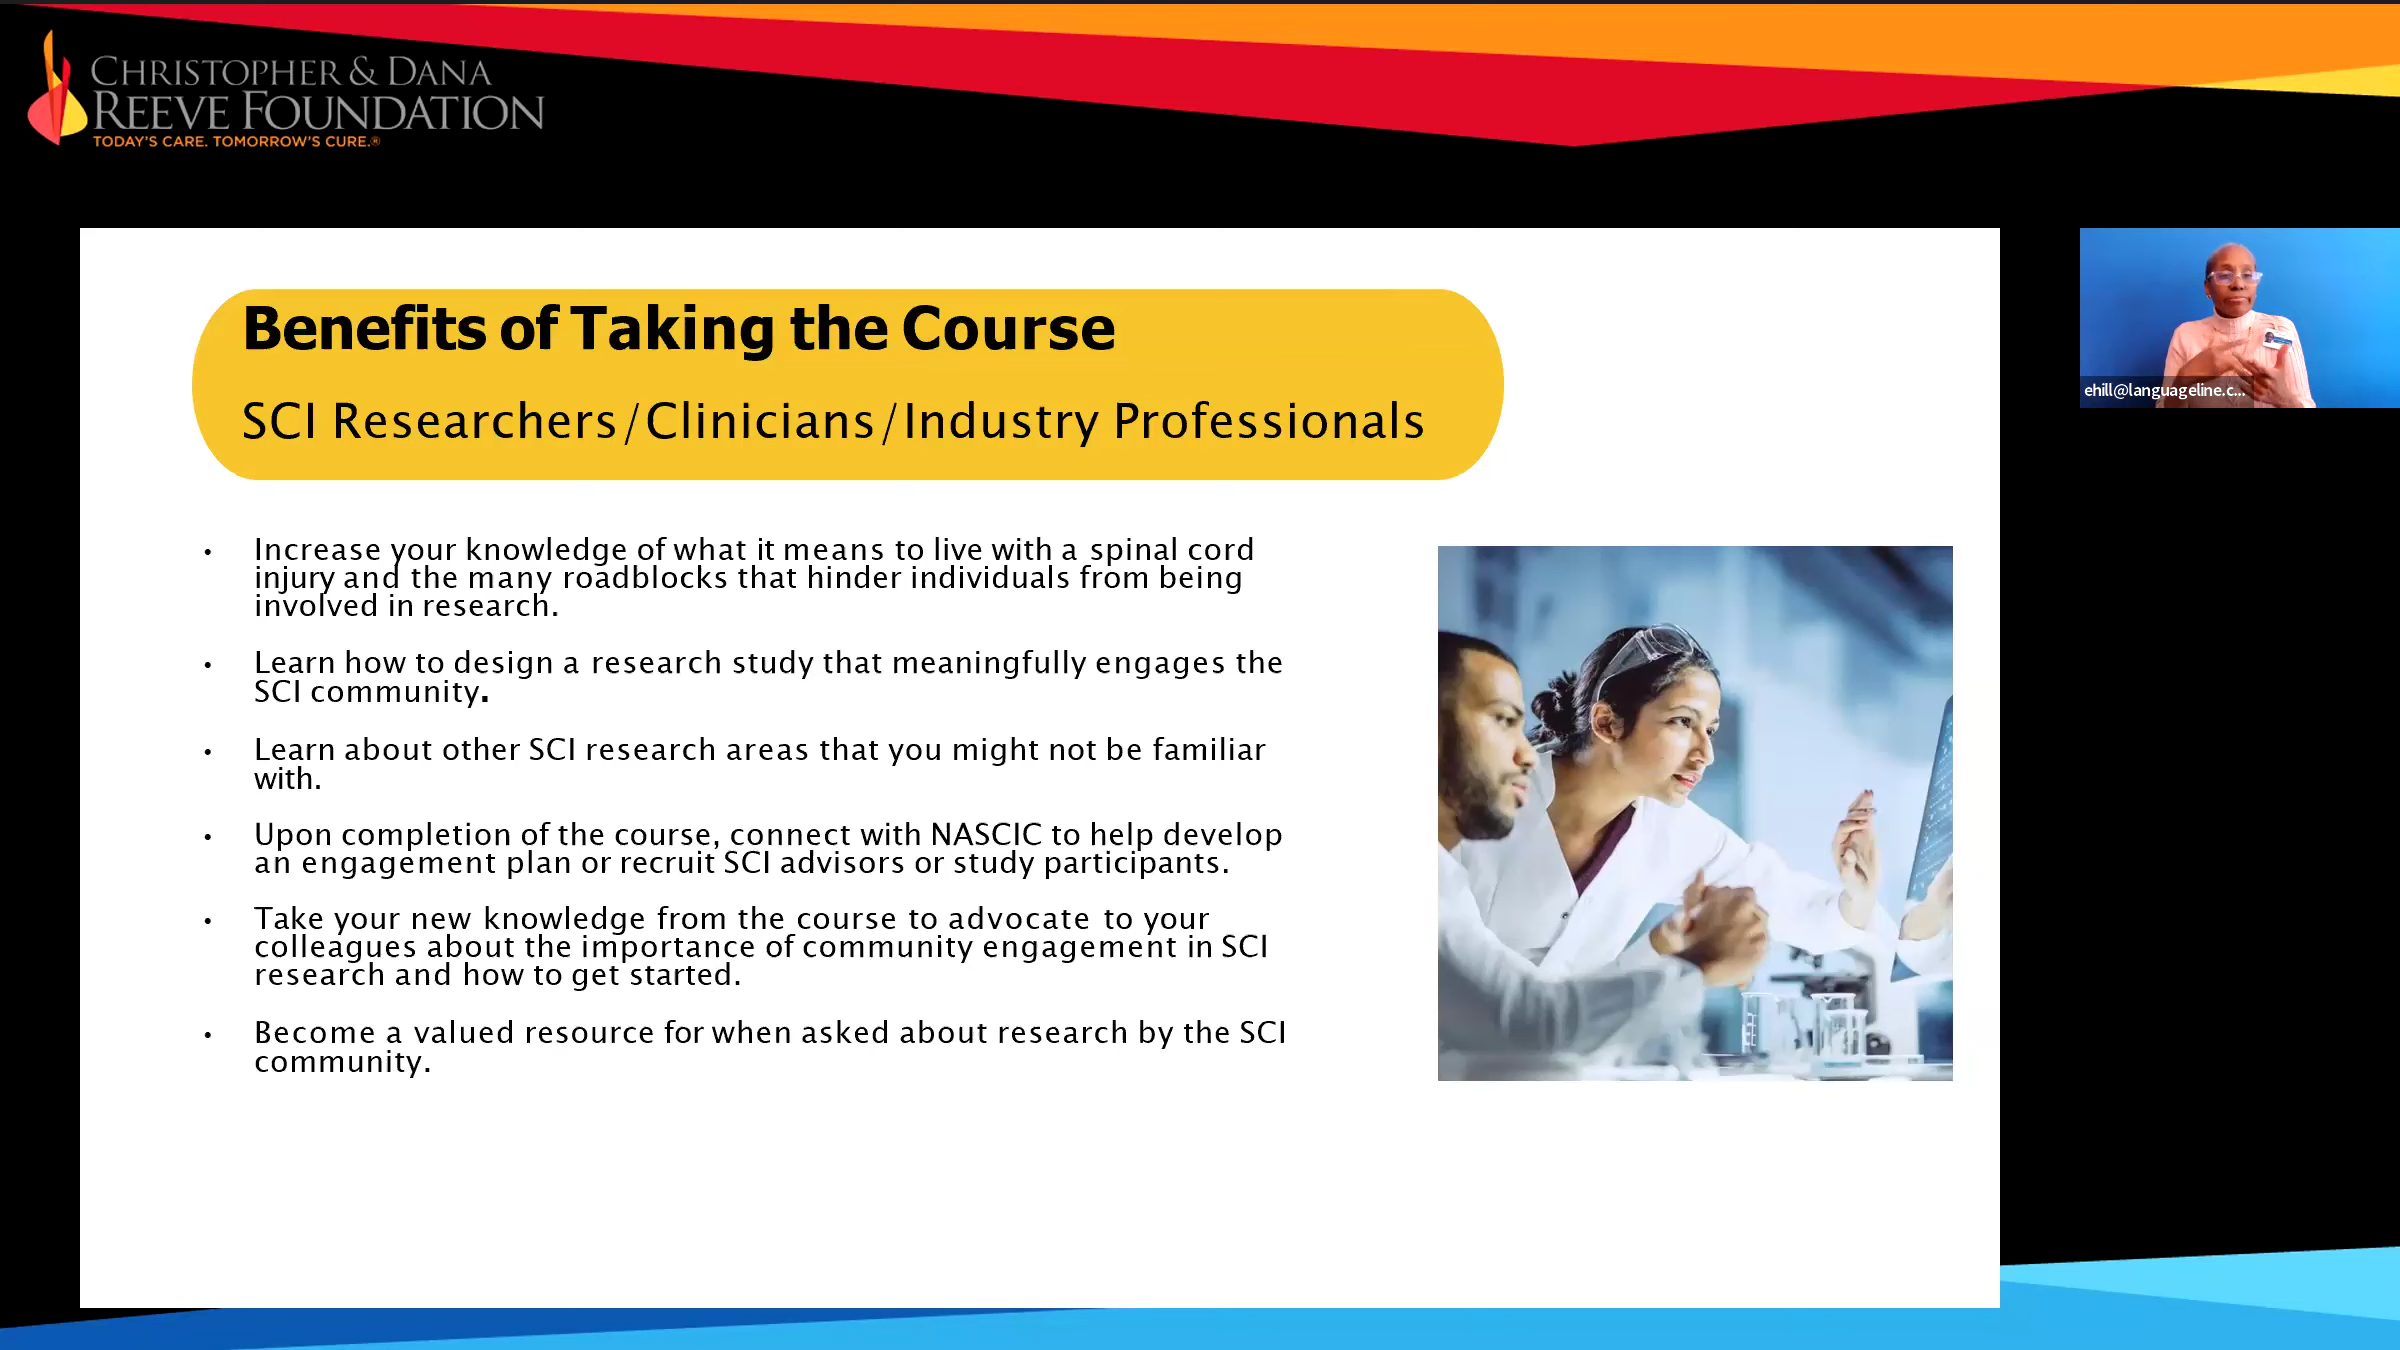 CHRISTOPHER & DANA
REEVE FOUNDATION
TODAY'S CARE. TOMORROW'S CURE.®
Benefits of Taking the Course
SCI Researchers/Clinicians/Industry Professionals
ehill@languageline.c...
• Increase your knowledge of what it means to live with a spinal cord
injury and the many roadblocks that hinder individuals from being
involved in research.
• Learn how to design a research study that meaningfully engages the
SCI community.
• Learn about other SCI research areas that you might not be familiar
with.
• Upon completion of the course, connect with NASCIC to help develop
an engagement plan or recruit SCI advisors or study participants.
• Take your new knowledge from the course to advocate to your
colleagues about the importance of community engagement in SCI
research and how to get started.
• Become a valued resource for when asked about research by the SCI
community.